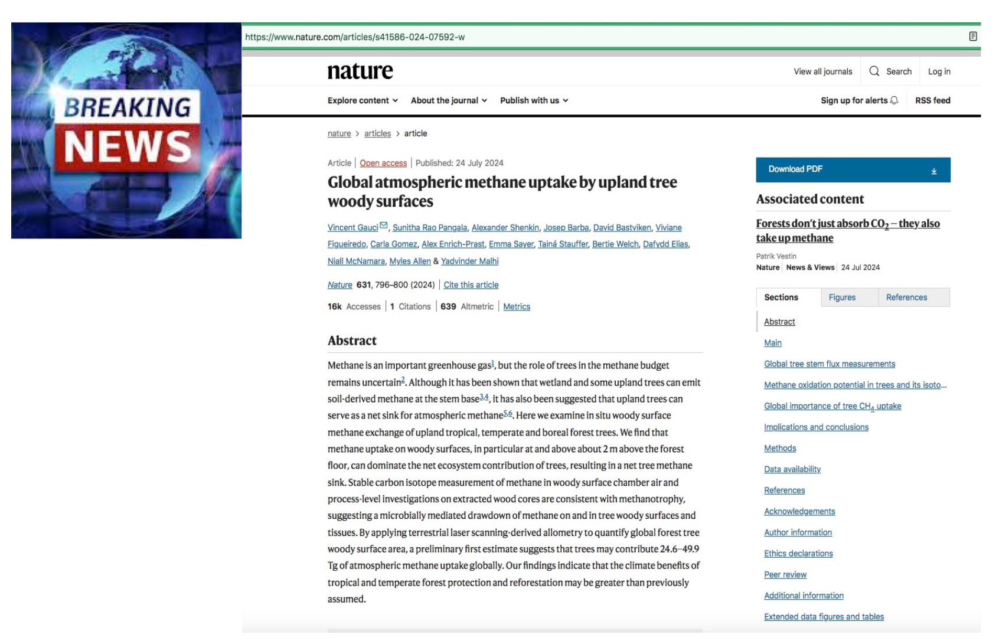 BREAKING
NEWS
https://www.nature.com/articles/s41586-024-07592-w
nature
View all journals
Search
Log in
Explore content
About the journal
Publish with us
Sign up for alerts
RSS feed
nature > articles > article
Article | Open access | Published: 24 July 2024
Global atmospheric methane uptake by upland tree
woody surfaces
Vincent Gauci, Sunitha Rao Pangala, Alexander Shenkin, Josep Barba, David Bastviken, Viviane
Figueiredo, Carla Gomez, Alex Enrich-Prast, Emma Sayer, Tainá Stauffer, Bertie Welch, Dafydd Elias,
Niall McNamara, Myles Allen & Yadvinder Malhi
Nature 631, 796–800 (2024) | Cite this article
16k Accesses | 1 Citations | 639 Altmetric | Metrics
Abstract
Methane is an important greenhouse gas1, but the role of trees in the methane budget
remains uncertain2. Although it has been shown that wetland and some upland trees can emit
soil-derived methane at the stem base3,4, it has also been suggested that upland trees can
serve as a net sink for atmospheric methane5,6. Here we examine in situ woody surface
methane exchange of upland tropical, temperate and boreal forest trees. We find that
methane uptake on woody surfaces, in particular at and above about 2 m above the forest
floor, can dominate the net ecosystem contribution of trees, resulting in a net tree methane
sink. Stable carbon isotope measurement of methane in woody surface chamber air and
process-level investigations on extracted wood cores are consistent with methanotrophy,
suggesting a microbially mediated drawdown of methane on and in tree woody surfaces and
tissues. By applying terrestrial laser scanning-derived allometry to quantify global forest tree
woody surface area, a preliminary first estimate suggests that trees may contribute 24.6–49.9
Tg of atmospheric methane uptake globally. Our findings indicate that the climate benefits of
tropical and temperate forest protection and reforestation may be greater than previously
assumed.
Download PDF
Associated content
Forests don't just absorb CO2 – they also
take up methane
Patrik Vestin
Nature | News & Views | 24 Jul 2024
Sections
Figures
References
Abstract
Main
Global tree stem flux measurements
Methane oxidation potential in trees and its isoto...
Global importance of tree CH4 uptake
Implications and conclusions
Methods
Data availability
References
Acknowledgements
Author information
Ethics declarations
Peer review
Additional information
Extended data figures and tables